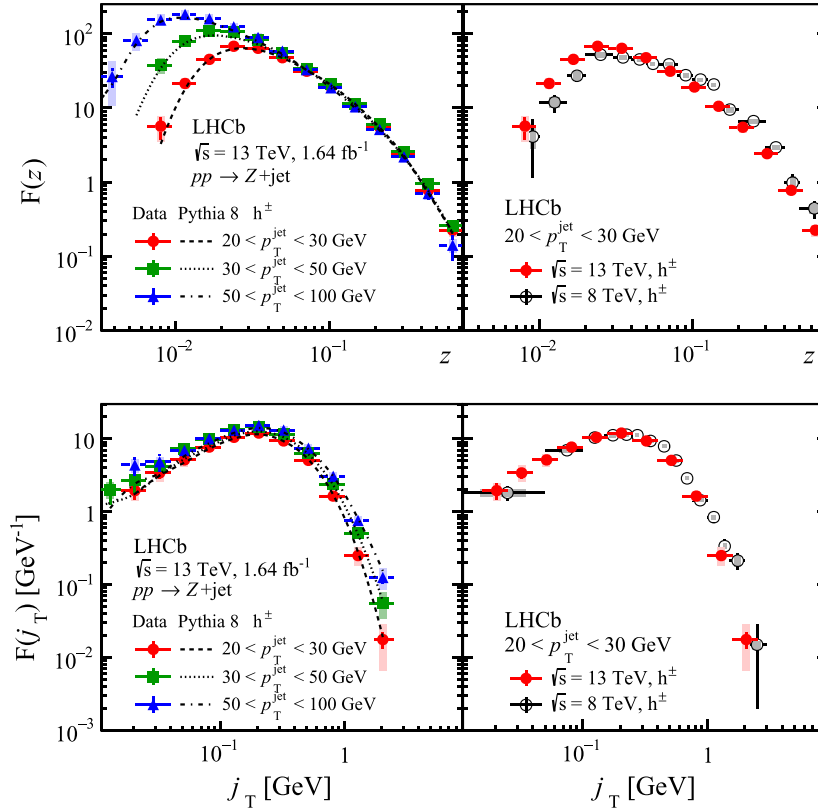 F(z)
10²
10
1
10⁻¹
10⁻²
LHCb
√s = 13 TeV, 1.64 fb⁻¹
pp → Z+jet
Data Pythia 8 h±
20 < p_T^jet < 30 GeV
30 < p_T^jet < 50 GeV
50 < p_T^jet < 100 GeV
10⁻² 10⁻¹ z
LHCb
20 < p_T^jet < 30 GeV
√s = 13 TeV, h±
√s = 8 TeV, h±
10⁻² 10⁻¹ z
F(j_T) [GeV⁻¹]
10
1
10⁻¹
10⁻²
10⁻³
LHCb
√s = 13 TeV, 1.64 fb⁻¹
pp → Z+jet
Data Pythia 8 h±
20 < p_T^jet < 30 GeV
30 < p_T^jet < 50 GeV
50 < p_T^jet < 100 GeV
10⁻¹ 1
j_T [GeV]
LHCb
20 < p_T^jet < 30 GeV
√s = 13 TeV, h±
√s = 8 TeV, h±
10⁻¹ 1
j_T [GeV]